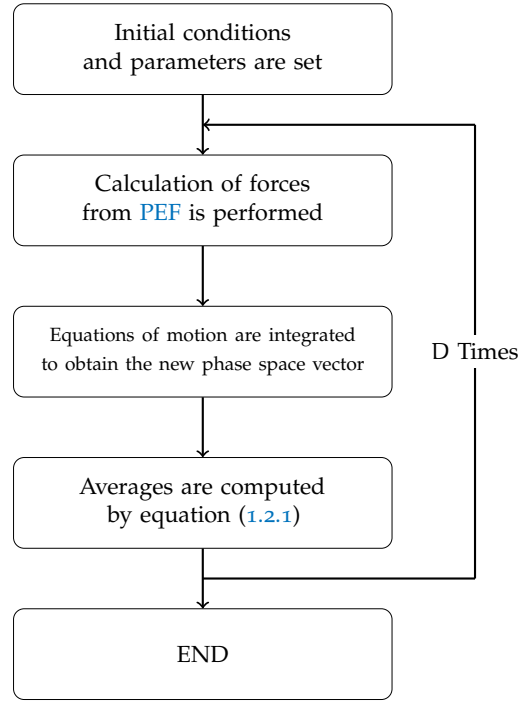 Initial conditions
and parameters are set
Calculation of forces
from PEF is performed
Equations of motion are integrated
to obtain the new phase space vector
D Times
Averages are computed
by equation (1.2.1)
END